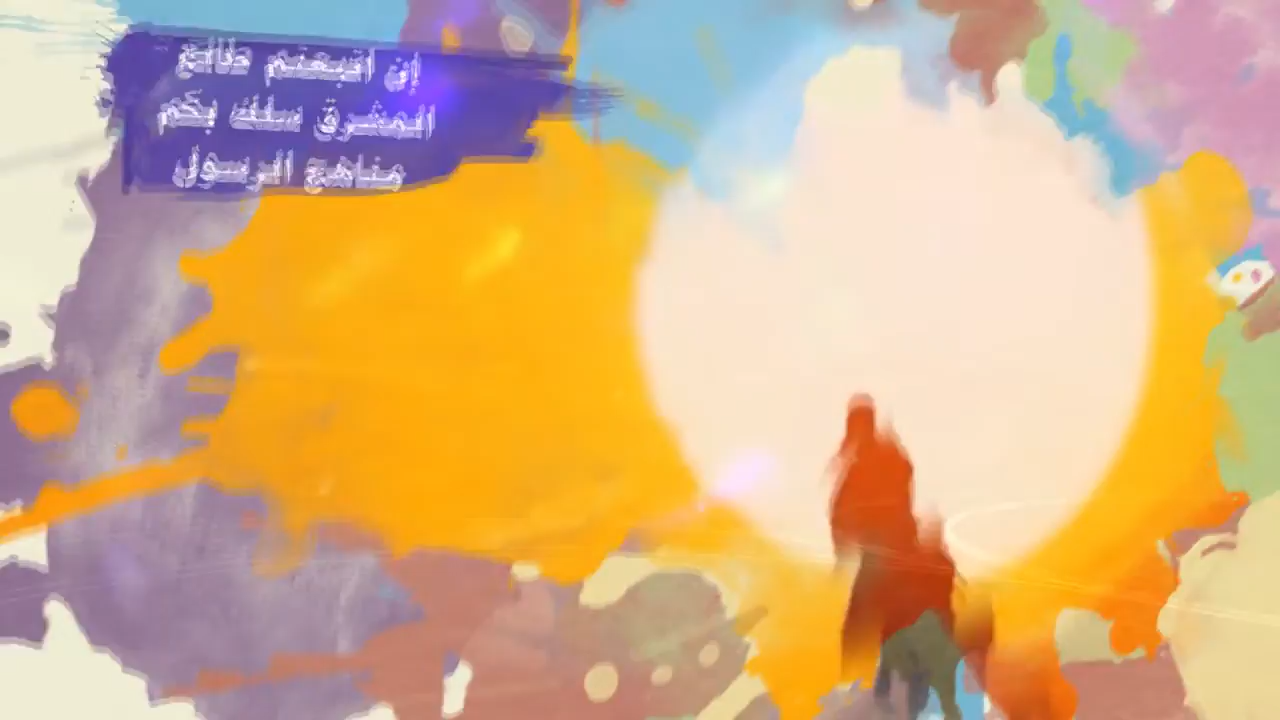 إن اتبعتم طالع
المشرق سلك بكم
مناهج الرسول